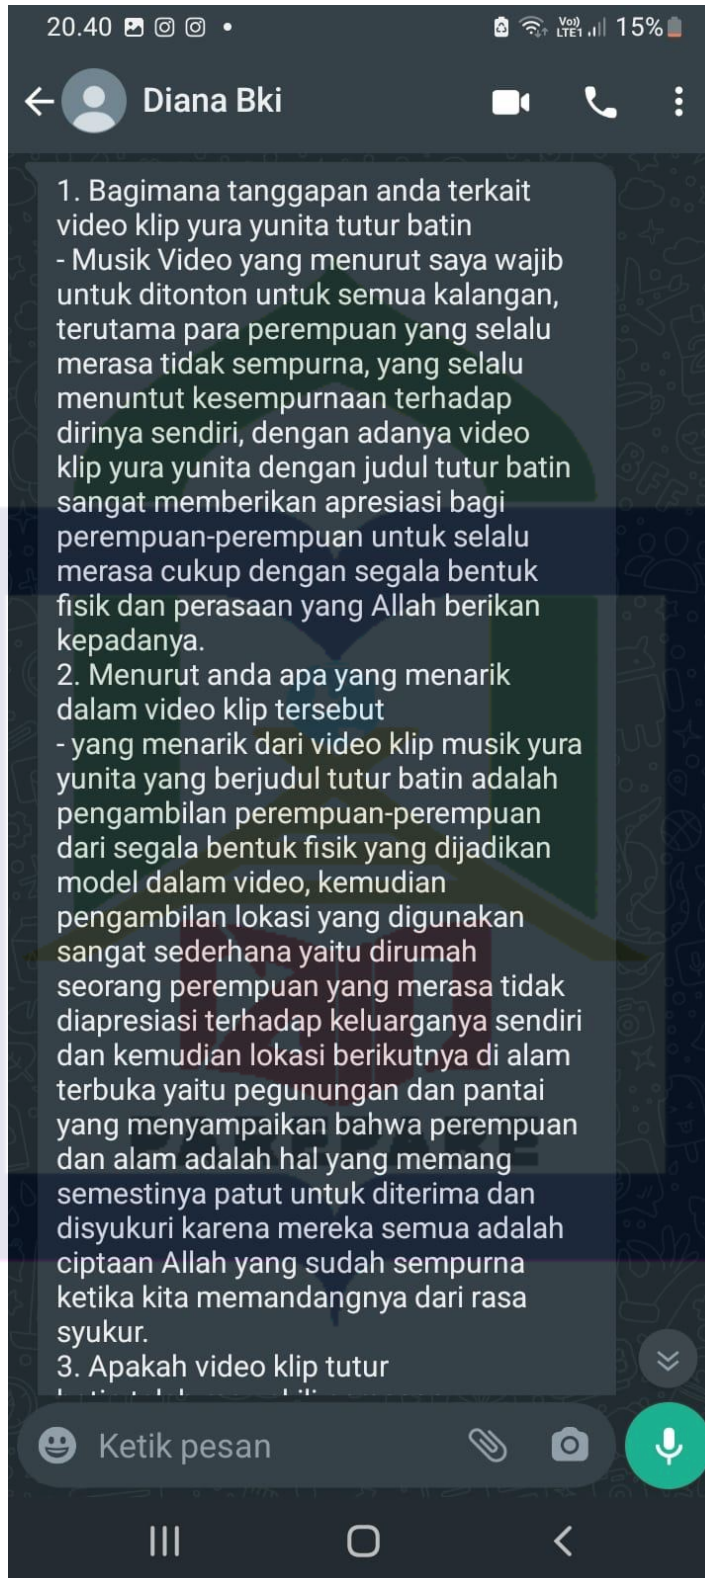 20.40
Vo))
LTE1
15%
Diana Bki
1. Bagimana tanggapan anda terkait
video klip yura yunita tutur batin
- Musik Video yang menurut saya wajib
untuk ditonton untuk semua kalangan,
terutama para perempuan yang selalu
merasa tidak sempurna, yang selalu
menuntut kesempurnaan terhadap
dirinya sendiri, dengan adanya video
klip yura yunita dengan judul tutur batin
sangat memberikan apresiasi bagi
perempuan-perempuan untuk selalu
merasa cukup dengan segala bentuk
fisik dan perasaan yang Allah berikan
kepadanya.
2. Menurut anda apa yang menarik
dalam video klip tersebut
- yang menarik dari video klip musik yura
yunita yang berjudul tutur batin adalah
pengambilan perempuan-perempuan
dari segala bentuk fisik yang dijadikan
model dalam video, kemudian
pengambilan lokasi yang digunakan
sangat sederhana yaitu dirumah
seorang perempuan yang merasa tidak
diapresiasi terhadap keluarganya sendiri
dan kemudian lokasi berikutnya di alam
terbuka yaitu pegunungan dan pantai
yang menyampaikan bahwa perempuan
dan alam adalah hal yang memang
semestinya patut untuk diterima dan
disyukuri karena mereka semua adalah
ciptaan Allah yang sudah sempurna
ketika kita memandangnya dari rasa
syukur.
3. Apakah video klip tutur
Ketik pesan